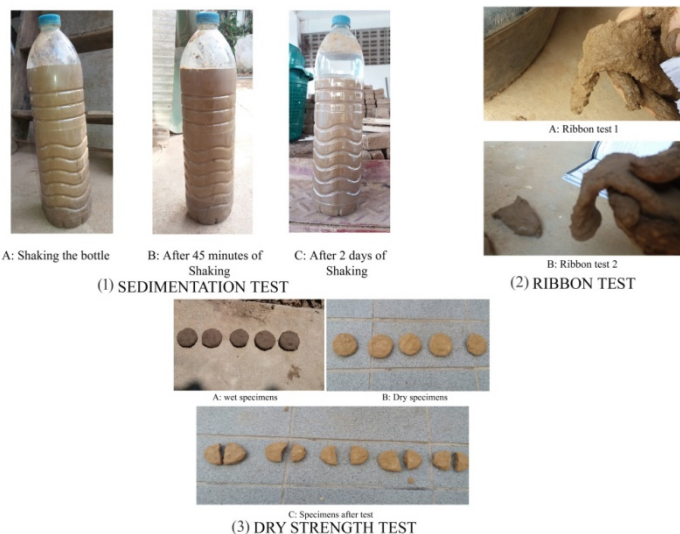 A: Shaking the bottle
B: After 45 minutes of
Shaking
C: After 2 days of
Shaking
(1) SEDIMENTATION TEST
A: Ribbon test 1
B: Ribbon test 2
(2) RIBBON TEST
A: wet specimens
B: Dry specimens
C: Specimens after test
(3) DRY STRENGTH TEST